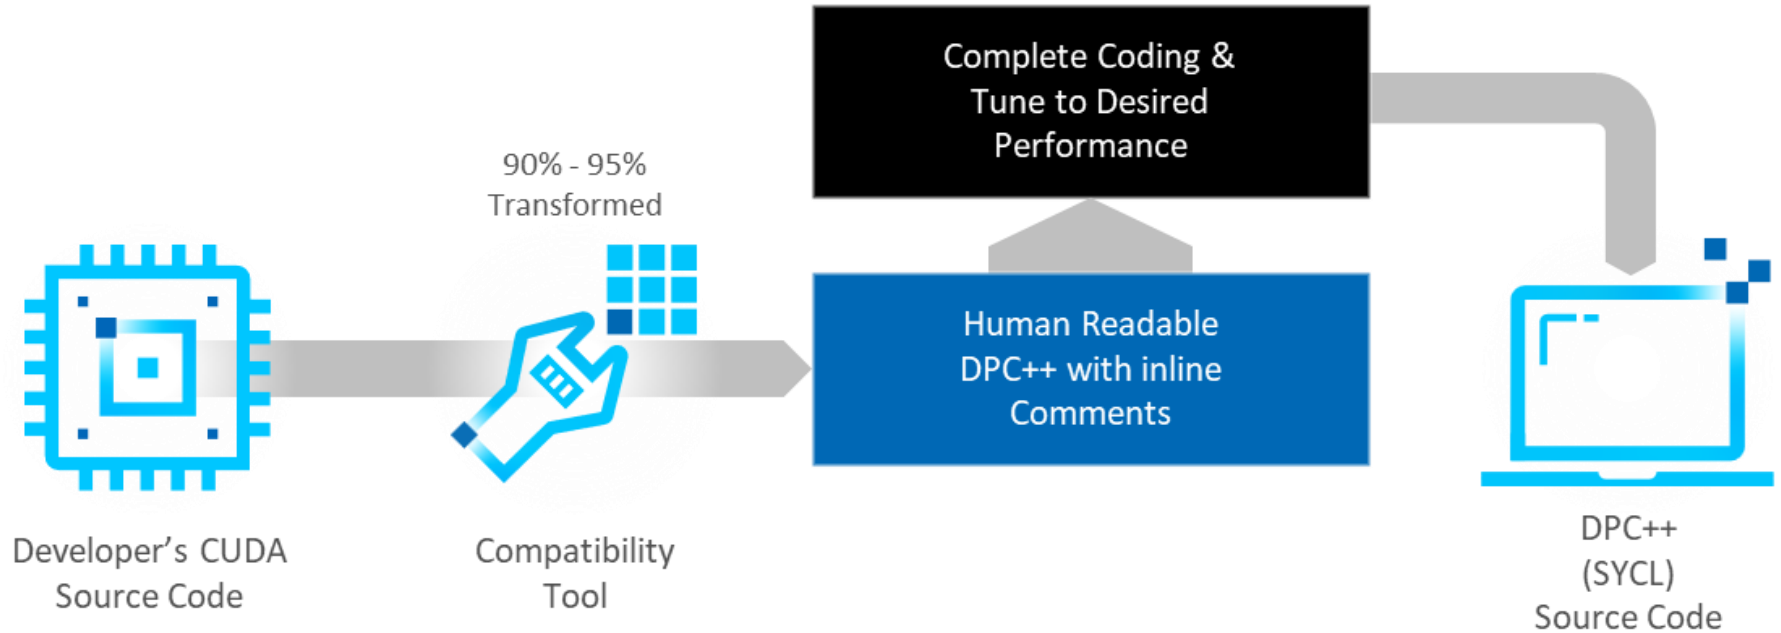 Complete Coding &
Tune to Desired
Performance
90% - 95%
Transformed
Human Readable
DPC++ with inline
Comments
Developer’s CUDA
Source Code
Compatibility
Tool
DPC++
(SYCL)
Source Code